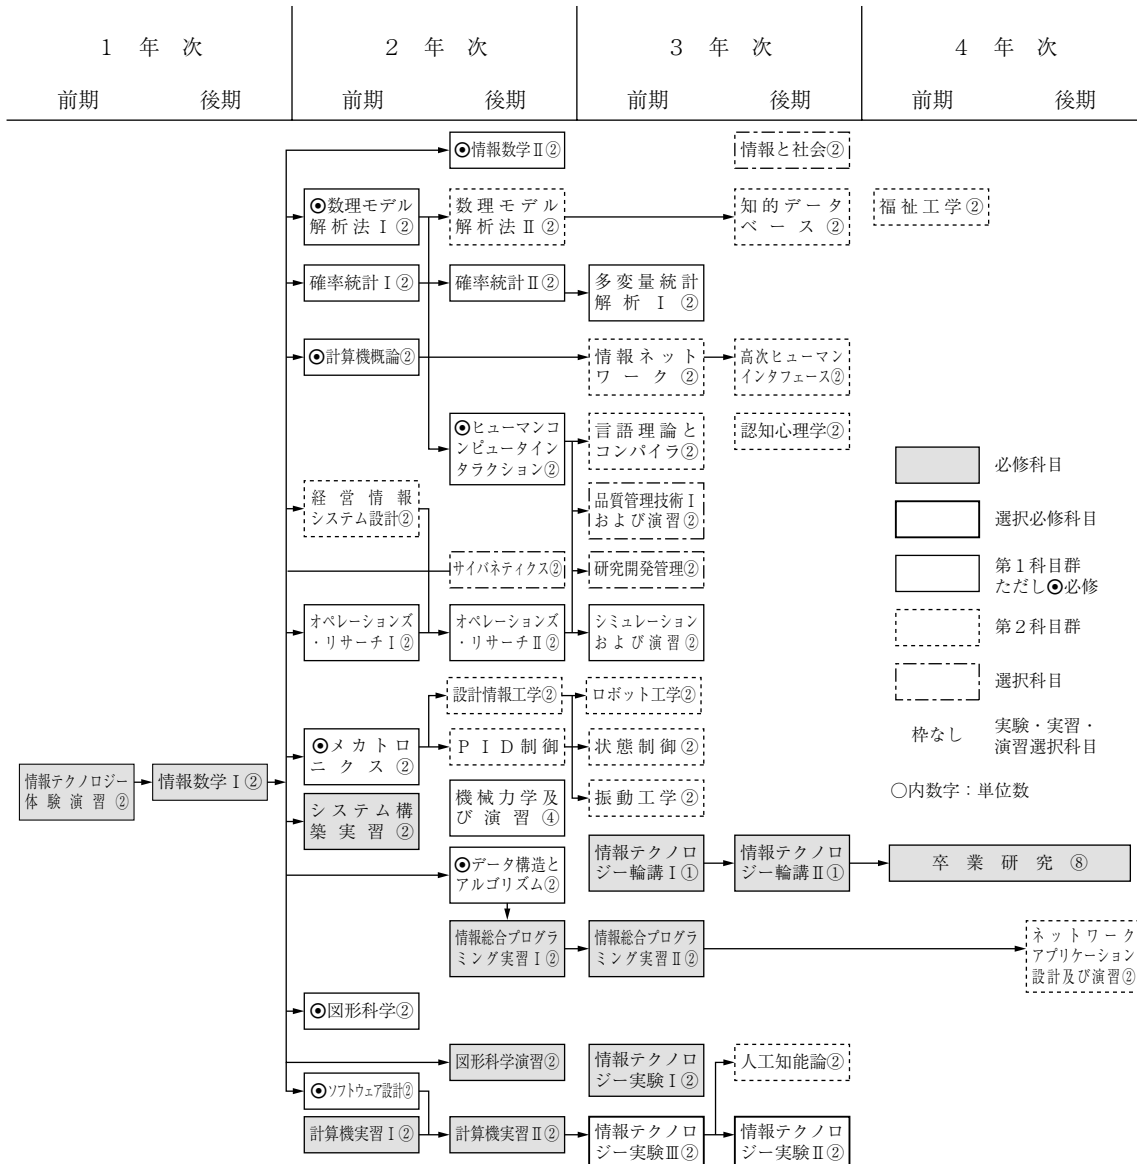 1 年 次
2 年 次
3 年 次
4 年 次
前期
後期
前期
後期
前期
後期
前期
後期
◉情報数学Ⅱ②
情報と社会②
◉数理モデル
解析法Ⅰ②
数理モデル
解析法Ⅱ②
知的データ
ベース②
福祉工学②
確率統計Ⅰ②
確率統計Ⅱ②
多変量統計
解析Ⅰ②
◉計算機概論②
情報ネット
ワーク②
高次ヒューマン
インタフェース②
◉ヒューマンコ
ンピュータイン
タラクション②
言語理論と
コンパイラ②
認知心理学②
経営情報
システム設計②
品質管理技術Ⅰ
および演習②
サイバネティクス②
研究開発管理②
オペレーションズ
・リサーチⅠ②
オペレーションズ
・リサーチⅡ②
シミュレーション
および演習②
設計情報工学②
ロボット工学②
◉メカトロ
ニクス②
PID制御
状態制御②
情報テクノロジー
体験演習②
情報数学Ⅰ②
システム構
築実習②
機械力学及
び演習④
振動工学②
◉データ構造と
アルゴリズム②
情報テクノロ
ジー輪講Ⅰ①
情報テクノロ
ジー輪講Ⅱ①
卒業研究⑧
情報総合プログラ
ミング実習Ⅰ②
情報総合プログラ
ミング実習Ⅱ②
ネットワーク
アプリケーション
設計及び演習②
◉図形科学②
図形科学演習②
情報テクノロ
ジー実験Ⅰ②
人工知能論②
◉ソフトウェア設計②
計算機実習Ⅰ②
計算機実習Ⅱ②
情報テクノロ
ジー実験Ⅲ②
情報テクノロ
ジー実験Ⅱ②
必修科目
選択必修科目
第1科目群
ただし◉必修
第2科目群
選択科目
枠なし
実験・実習・
演習選択科目
○内数字：単位数